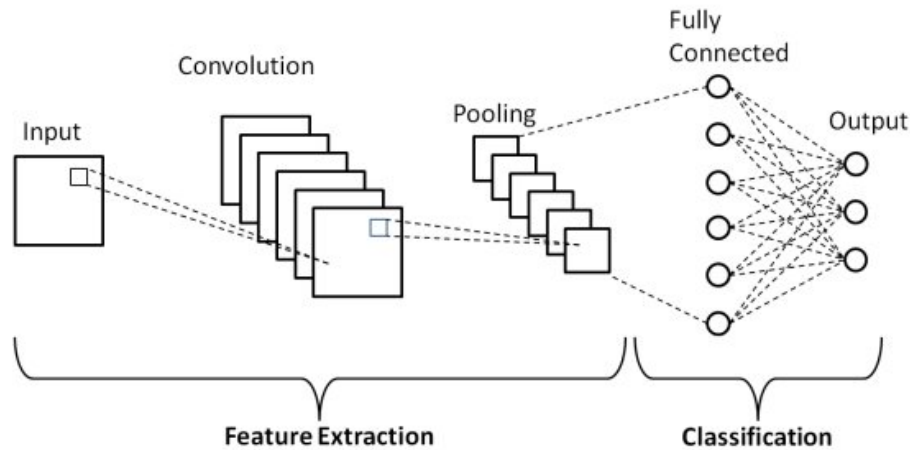 Input
Convolution
Pooling
Fully
Connected
Output
Feature Extraction
Classification